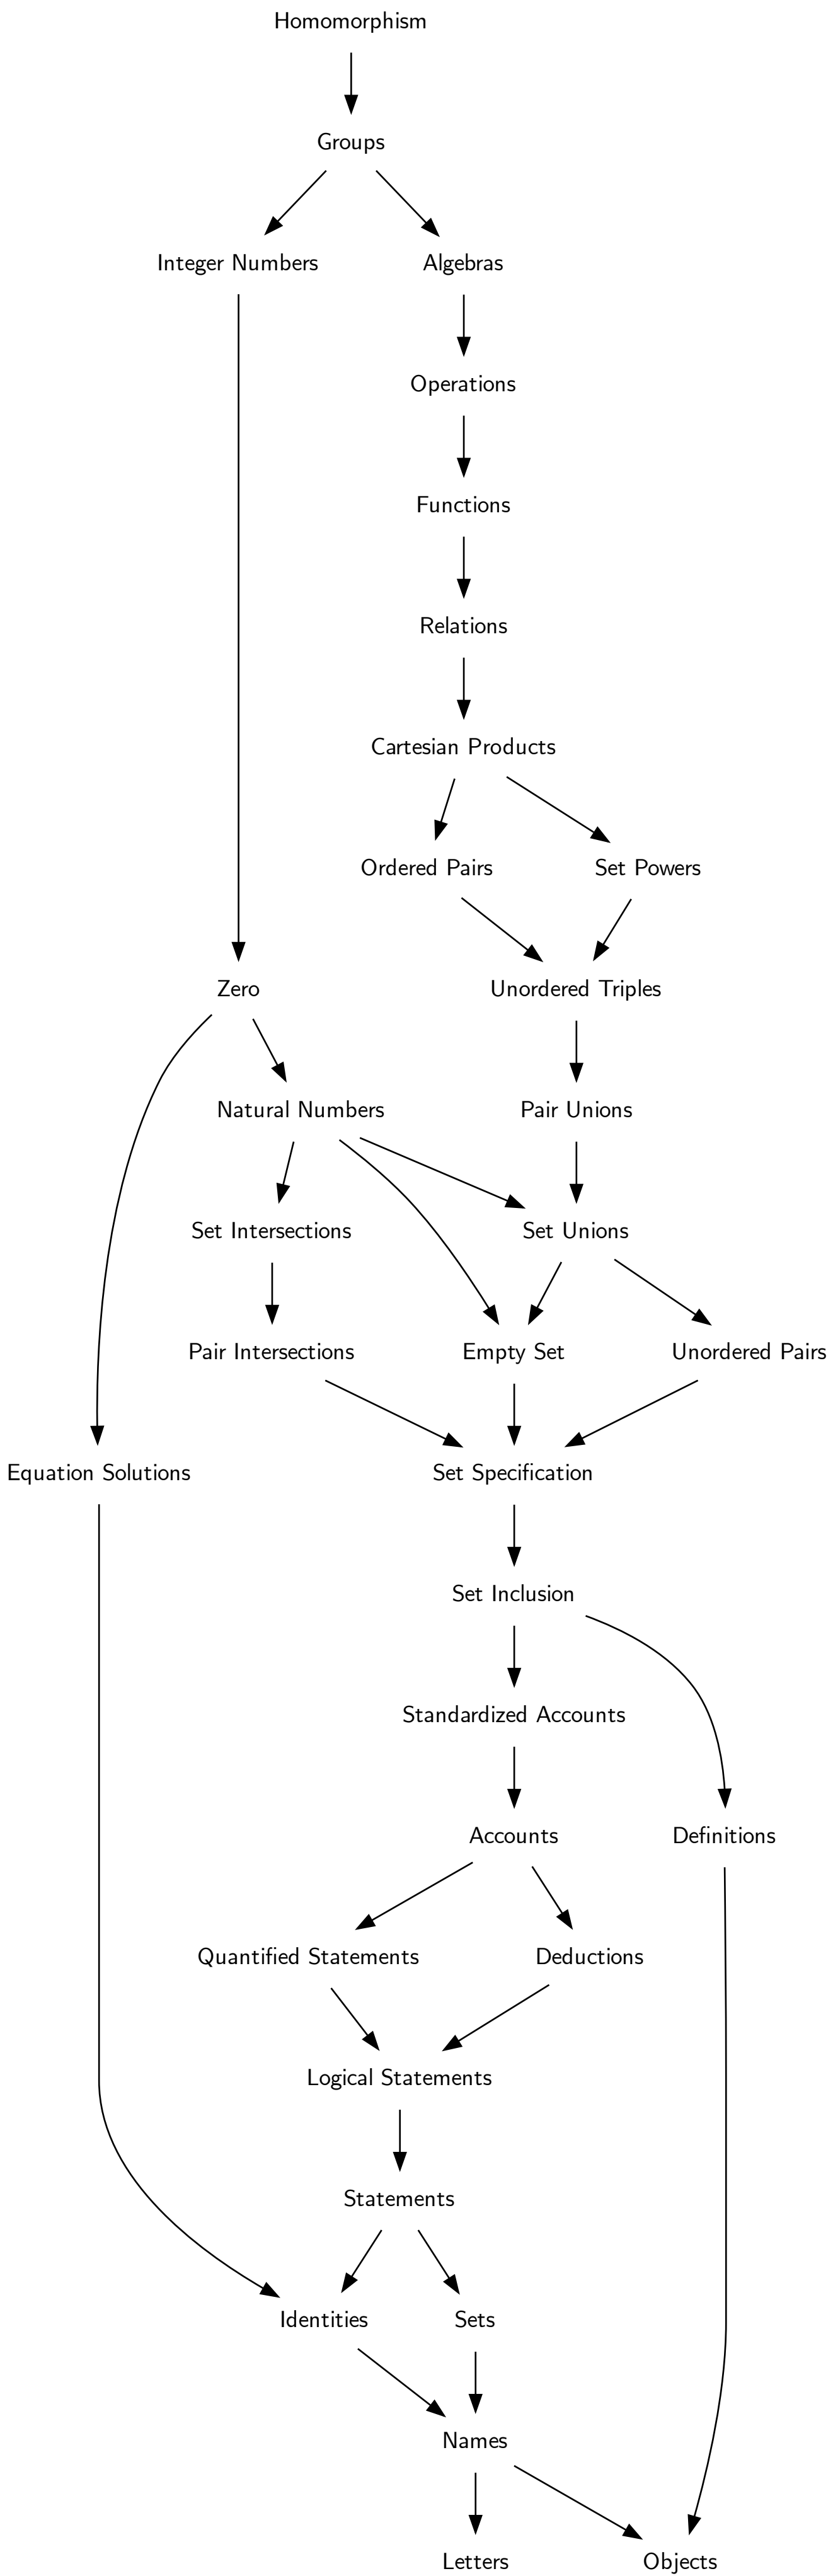 Homomorphism
Groups
Integer Numbers
Algebras
Operations
Functions
Relations
Cartesian Products
Ordered Pairs
Set Powers
Zero
Unordered Triples
Natural Numbers
Pair Unions
Set Intersections
Set Unions
Pair Intersections
Empty Set
Unordered Pairs
Equation Solutions
Set Specification
Set Inclusion
Standardized Accounts
Accounts
Definitions
Quantified Statements
Deductions
Logical Statements
Statements
Identities
Sets
Names
Letters
Objects